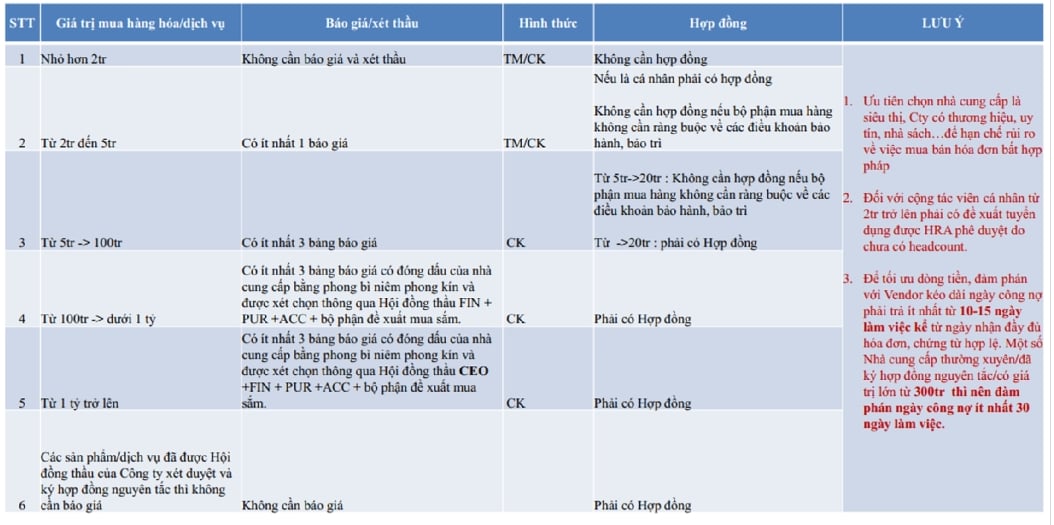 STT
Giá trị mua hàng hóa/dịch vụ
Báo giá/xét thầu
Hình thức
Hợp đồng
LƯU Ý
1
Nhỏ hơn 2tr
Không cần báo giá và xét thầu
TM/CK
Không cần hợp đồng
2
Từ 2tr đến 5tr
Có ít nhất 1 báo giá
TM/CK
Nếu là cá nhân phải có hợp đồng
Không cần hợp đồng nếu bộ phận mua hàng
không cần ràng buộc về các điều khoản bảo
hành, bảo trì
3
Từ 5tr -> 100tr
Có ít nhất 3 bảng báo giá
CK
Từ 5tr->20tr : Không cần hợp đồng nếu bộ
phận mua hàng không cần ràng buộc về các
điều khoản bảo hành, bảo trì
Từ ->20tr : phải có Hợp đồng
4
Từ 100tr -> dưới 1 tỷ
Có ít nhất 3 bảng báo giá có đóng dấu của nhà
cung cấp bằng phong bì niêm phong kín và
được xét chọn thông qua Hội đồng thầu FIN +
PUR +ACC + bộ phận đề xuất mua sắm.
CK
Phải có Hợp đồng
5
Từ 1 tỷ trở lên
Có ít nhất 3 bảng báo giá có đóng dấu của nhà
cung cấp bằng phong bì niêm phong kín và
được xét chọn thông qua Hội đồng thầu CEO
+FIN + PUR +ACC + bộ phận đề xuất mua
sắm.
CK
Phải có Hợp đồng
6
Các sản phẩm/dịch vụ đã được Hội
đồng thầu của Công ty xét duyệt và
ký hợp đồng nguyên tắc thì không
cần báo giá
Không cần báo giá
Phải có Hợp đồng
1. Ưu tiên chọn nhà cung cấp là
siêu thị, Cty có thương hiệu, uy
tín, nhà sách…để hạn chế rủi ro
về việc mua bán hóa đơn bất hợp
pháp
2. Đối với cộng tác viên cá nhân từ
2tr trở lên phải có đề xuất tuyển
dụng được HRA phê duyệt do
chưa có headcount.
3. Để tối ưu dòng tiền, đàm phán
với Vendor kéo dài ngày công nợ
phải trả ít nhất từ 10-15 ngày
làm việc kể từ ngày nhận đầy đủ
hóa đơn, chứng từ hợp lệ. Một số
Nhà cung cấp thường xuyên/đã
ký hợp đồng nguyên tắc/có giá
trị lớn từ 300tr thì nên đàm
phán ngày công nợ ít nhất 30
ngày làm việc.